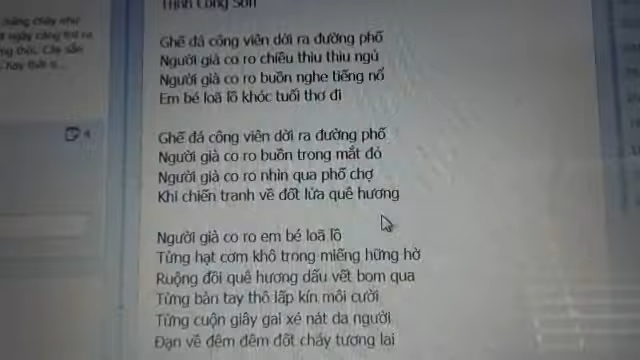 Trịnh Công Sơn
Ghế đá công viên dời ra đường phố
Người già co ro chiều thiu thiu ngủ
Người già co ro buồn nghe tiếng nổ
Em bé loã lồ khóc tuổi thơ đi
Ghế đá công viên dời ra đường phố
Người già co ro buồn trong mắt đỏ
Người già co ro nhìn qua phố chợ
Khi chiến tranh về đốt lửa quê hương
Người già co ro em bé loã lồ
Từng hạt cơm khô trong miếng hững hờ
Ruộng đồi quê hương dấu vết bom qua
Từng bàn tay thô lấp kín môi cười
Từng cuộn giây gai xé nát da người
Đạn về đêm đêm đốt cháy tương lai